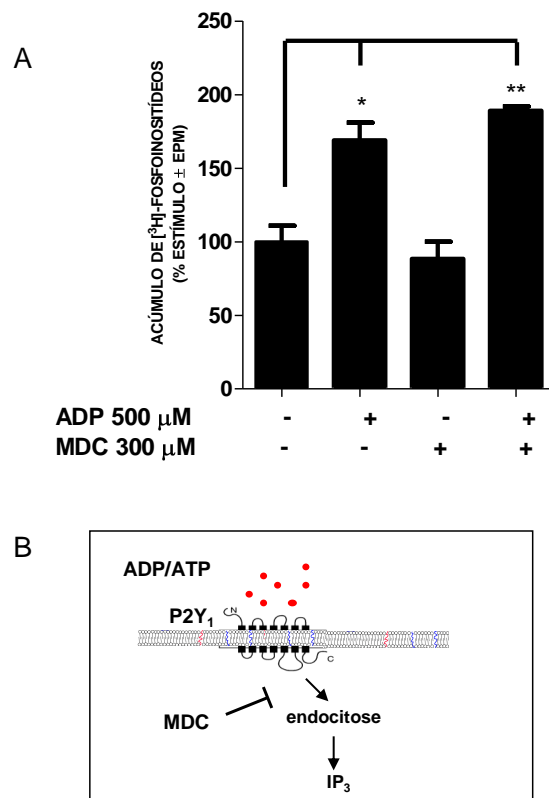 A
ACÚMULO DE [³H]-FOSFOINOSITÍDEOS
(% ESTÍMULO ± EPM)
250
200
150
100
50
0
*
**
ADP 500 μM - + - +
MDC 300 μM - - + +
B
ADP/ATP
P2Y₁
N
C
MDC
endocitose
IP₃